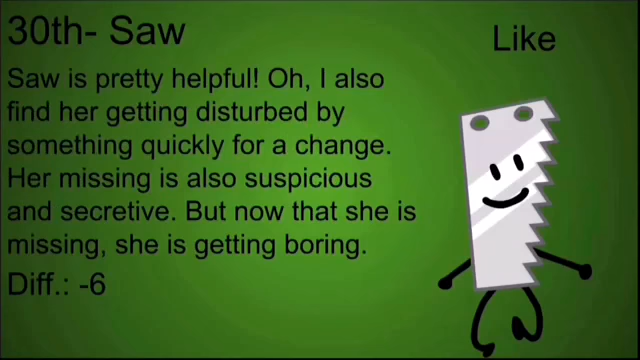 30th- Saw
Like
Saw is pretty helpful! Oh, I also
find her getting disturbed by
something quickly for a change.
Her missing is also suspicious
and secretive. But now that she is
missing, she is getting boring.
Diff.: -6